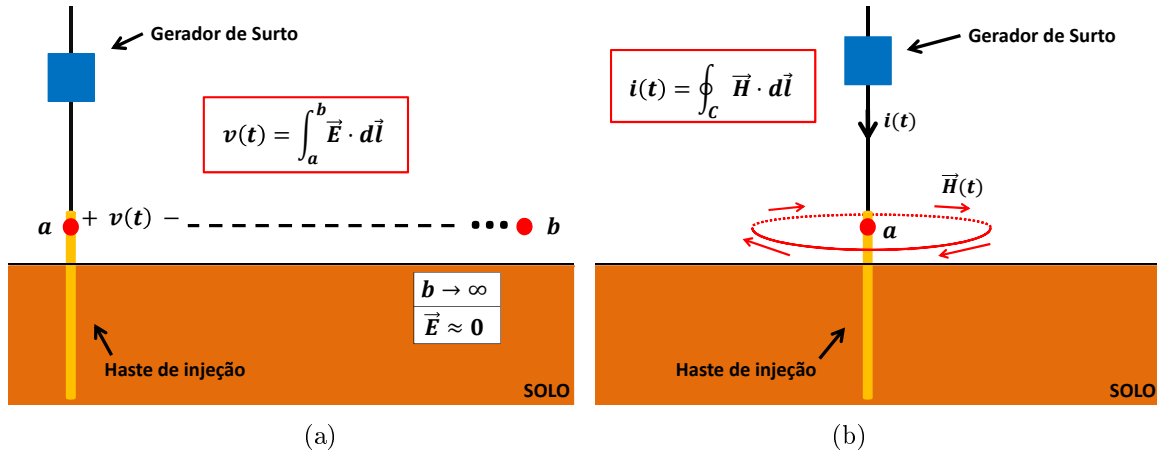 Gerador de Surto
v(t) = ∫_a^b E⃗ · dl⃗
a
+ v(t) −
b
b → ∞
E⃗ ≈ 0
Haste de injeção
SOLO
(a)
Gerador de Surto
i(t) = ∮_C H⃗ · dl⃗
i(t)
H⃗(t)
a
Haste de injeção
SOLO
(b)